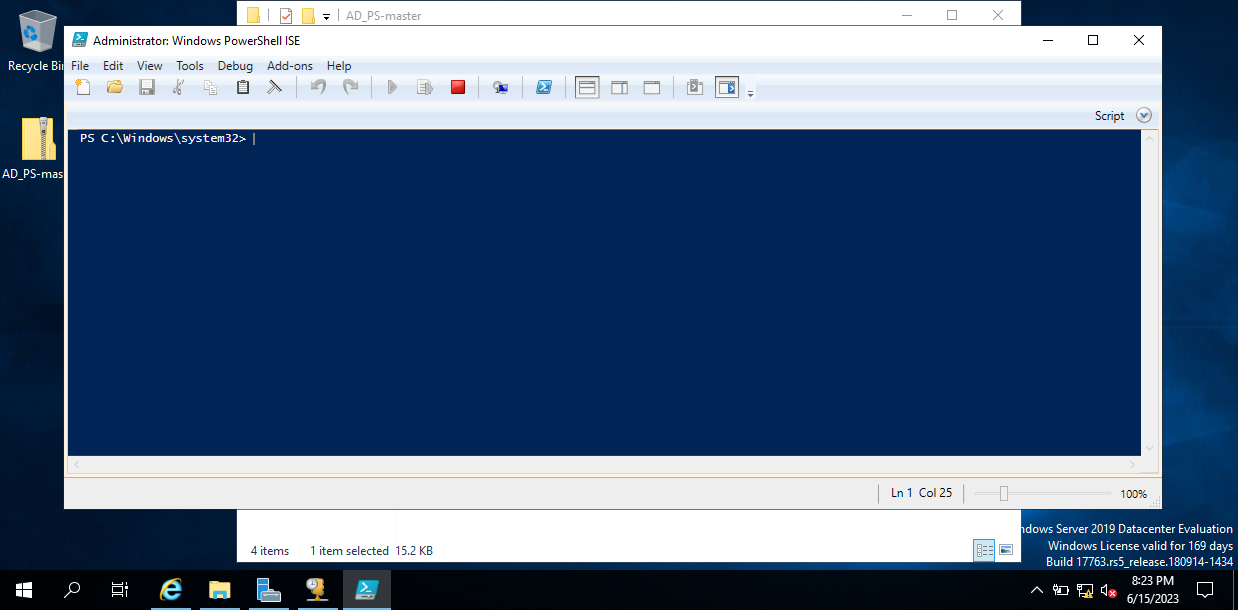 AD_PS-master
Recycle Bin
Administrator: Windows PowerShell ISE
File Edit View Tools Debug Add-ons Help
Script
PS C:\Windows\system32>
AD_PS-mas
Ln 1 Col 25
100%
ndows Server 2019 Datacenter Evaluation
Windows License valid for 169 days
Build 17763.rs5_release.180914-1434
4 items 1 item selected 15.2 KB
8:23 PM
6/15/2023